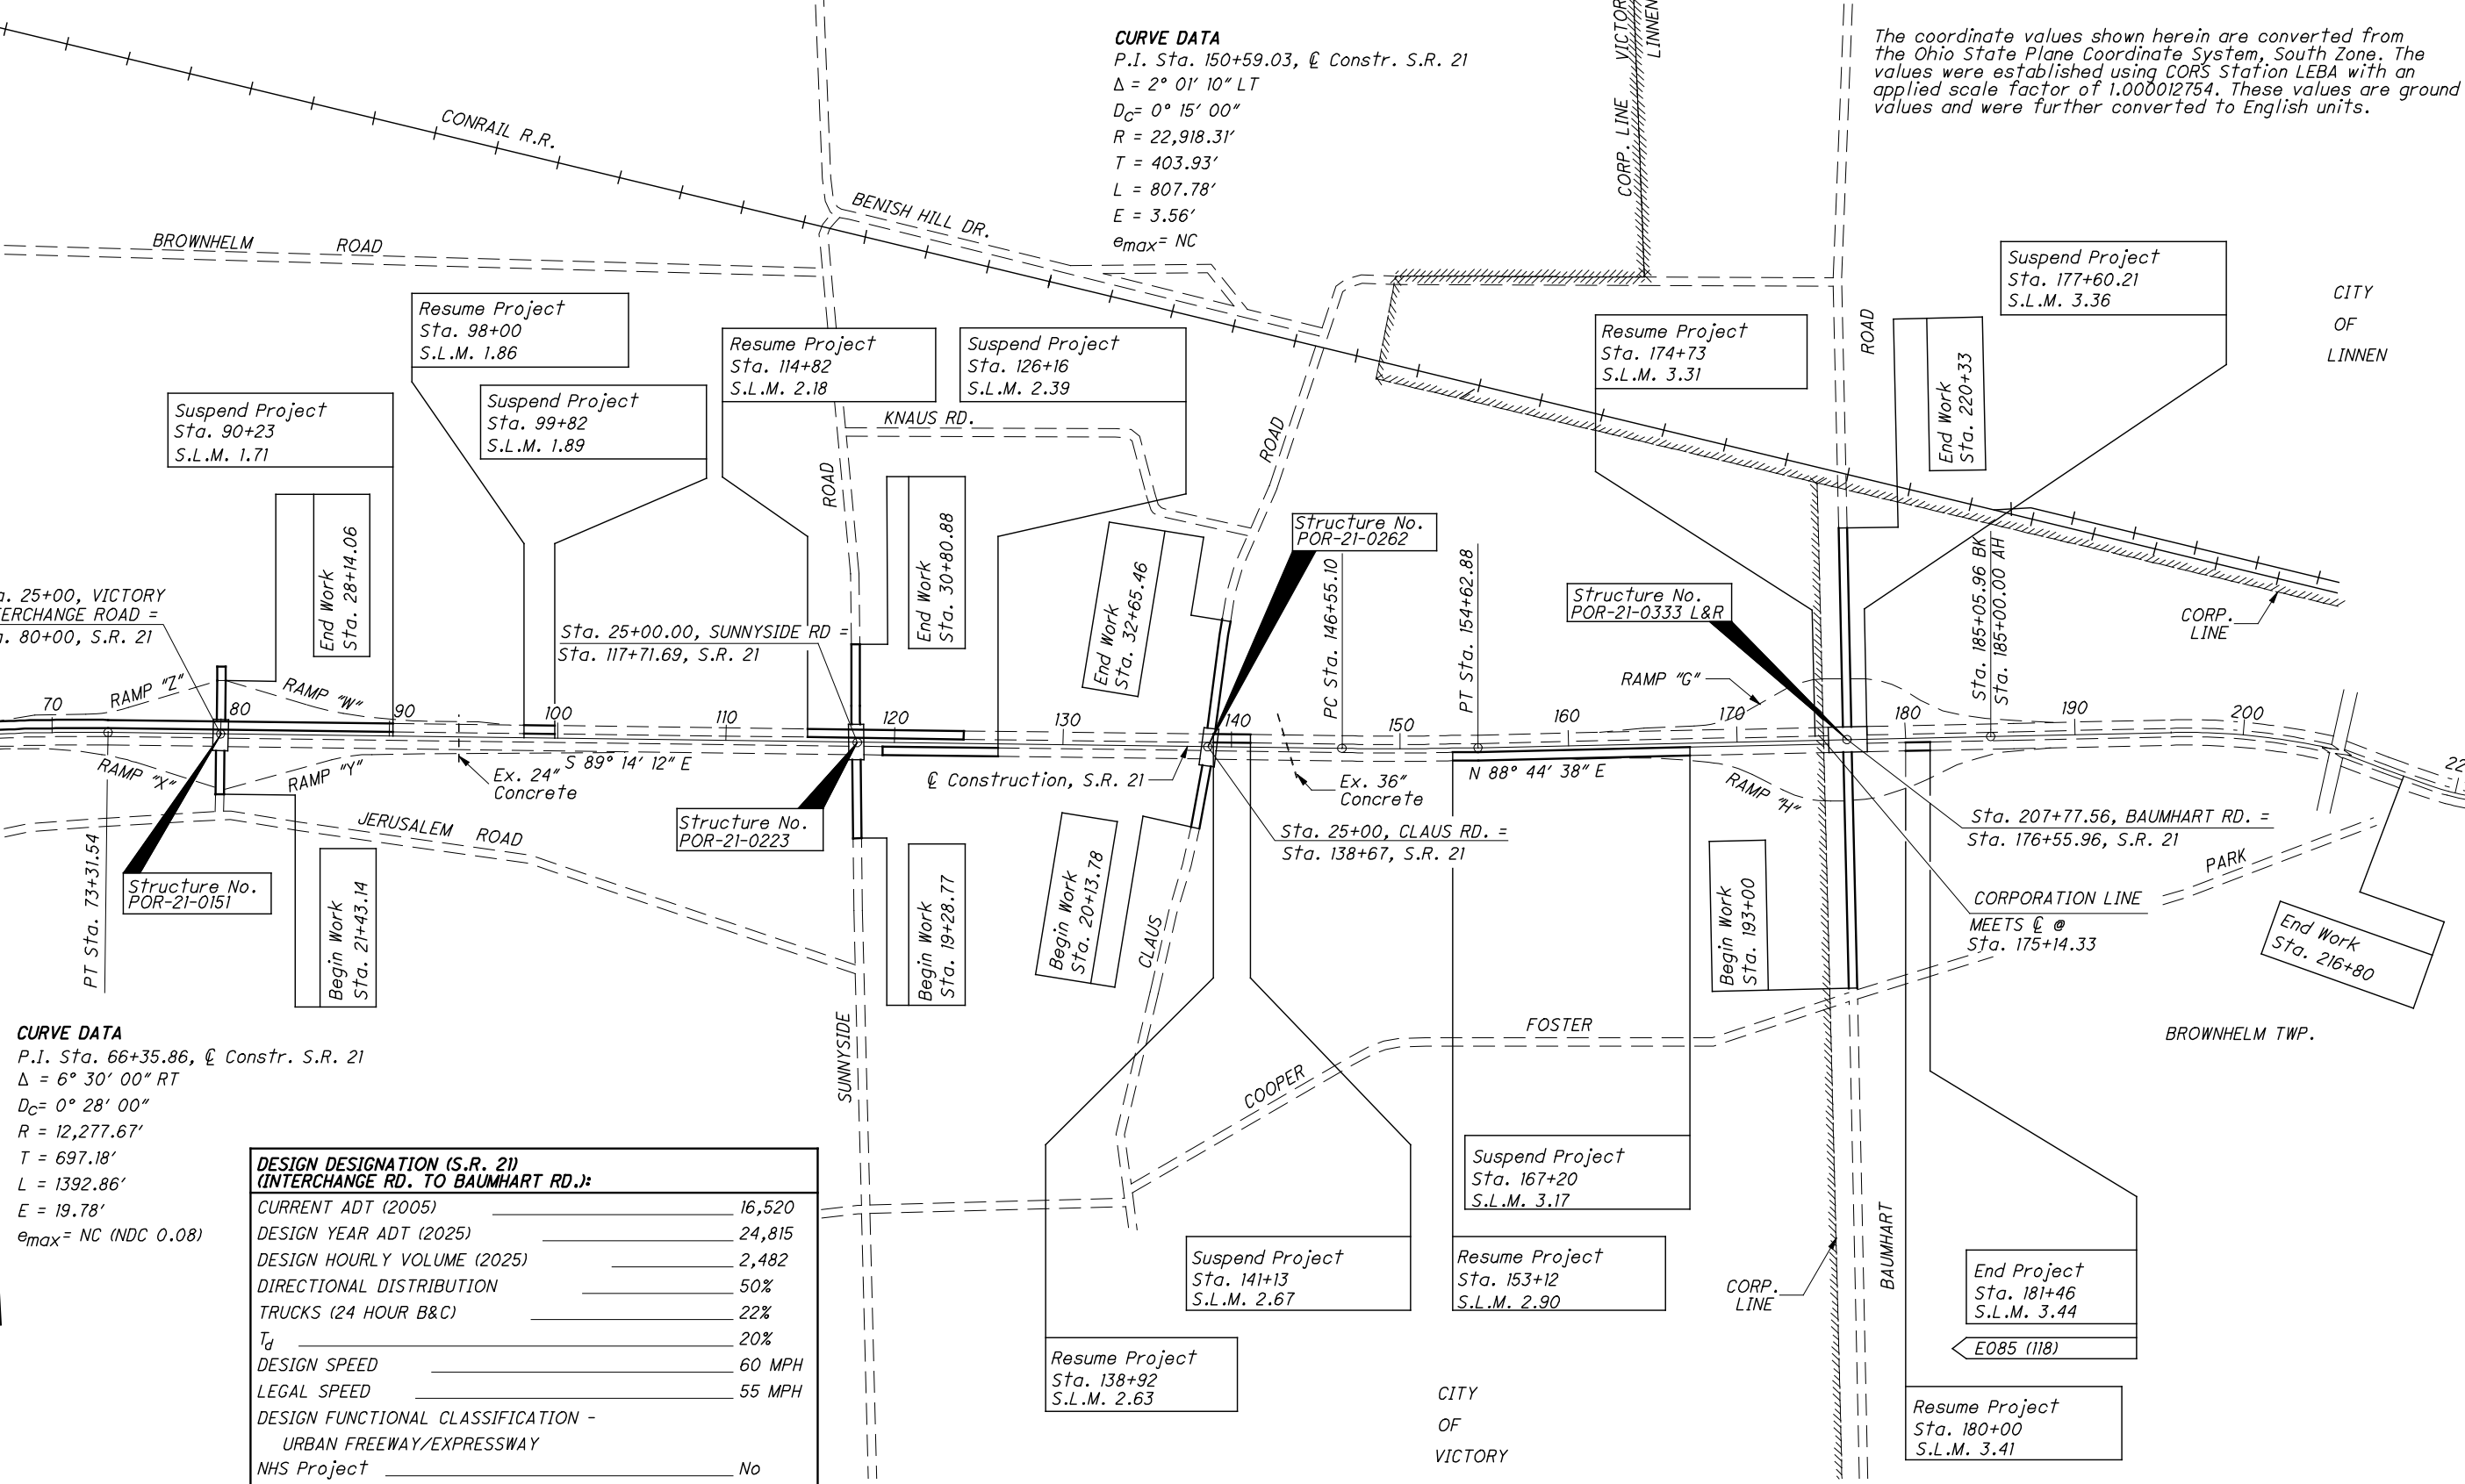 CURVE DATA
P.I. Sta. 150+59.03, ℄ Constr. S.R. 21
Δ = 2° 01' 10" LT
Dc= 0° 15' 00"
R = 22,918.31'
T = 403.93'
L = 807.78'
E = 3.56'
emax= NC
CORP. LINE VICTORY
LINNEN
The coordinate values shown herein are converted from
the Ohio State Plane Coordinate System, South Zone. The
values were established using CORS Station LEBA with an
applied scale factor of 1.000012754. These values are ground
values and were further converted to English units.
CONRAIL R.R.
BENISH HILL DR.
BROWNHELM ROAD
Resume Project
Sta. 98+00
S.L.M. 1.86
Resume Project
Sta. 114+82
S.L.M. 2.18
Suspend Project
Sta. 126+16
S.L.M. 2.39
Resume Project
Sta. 174+73
S.L.M. 3.31
ROAD
Suspend Project
Sta. 177+60.21
S.L.M. 3.36
CITY
OF
LINNEN
Suspend Project
Sta. 90+23
S.L.M. 1.71
Suspend Project
Sta. 99+82
S.L.M. 1.89
KNAUS RD.
ROAD
ROAD
End Work
Sta. 220+33
End Work
Sta. 28+14.06
End Work
Sta. 30+80.88
End Work
Sta. 32+65.46
Structure No.
POR-21-0262
PC Sta. 146+55.10
PT Sta. 154+62.88
Structure No.
POR-21-0333 L&R
Sta. 185+05.96 BK
Sta. 185+00.00 AH
CORP.
LINE
a. 25+00, VICTORY
TERCHANGE ROAD =
a. 80+00, S.R. 21
Sta. 25+00.00, SUNNYSIDE RD =
Sta. 117+71.69, S.R. 21
RAMP "Z"
RAMP "W"
RAMP "G"
70
80
90
100
110
120
130
140
150
160
170
180
190
200
22
RAMP "X"
RAMP "Y"
Ex. 24"
Concrete
S 89° 14' 12" E
℄ Construction, S.R. 21
Ex. 36"
Concrete
N 88° 44' 38" E
RAMP "H"
JERUSALEM ROAD
Structure No.
POR-21-0223
Sta. 25+00, CLAUS RD. =
Sta. 138+67, S.R. 21
Sta. 207+77.56, BAUMHART RD. =
Sta. 176+55.96, S.R. 21
PARK
PT Sta. 73+31.54
Structure No.
POR-21-0151
Begin Work
Sta. 21+43.14
Begin Work
Sta. 19+28.77
Begin Work
Sta. 20+13.78
CLAUS
Begin Work
Sta. 193+00
CORPORATION LINE
MEETS ℄ @
Sta. 175+14.33
End Work
Sta. 216+80
CURVE DATA
P.I. Sta. 66+35.86, ℄ Constr. S.R. 21
Δ = 6° 30' 00" RT
Dc= 0° 28' 00"
R = 12,277.67'
T = 697.18'
L = 1392.86'
E = 19.78'
emax= NC (NDC 0.08)
SUNNYSIDE
COOPER
FOSTER
BROWNHELM TWP.
DESIGN DESIGNATION (S.R. 21)
(INTERCHANGE RD. TO BAUMHART RD.):
CURRENT ADT (2005) 16,520
DESIGN YEAR ADT (2025) 24,815
DESIGN HOURLY VOLUME (2025) 2,482
DIRECTIONAL DISTRIBUTION 50%
TRUCKS (24 HOUR B&C) 22%
Td 20%
DESIGN SPEED 60 MPH
LEGAL SPEED 55 MPH
DESIGN FUNCTIONAL CLASSIFICATION -
URBAN FREEWAY/EXPRESSWAY
NHS Project No
Suspend Project
Sta. 167+20
S.L.M. 3.17
Suspend Project
Sta. 141+13
S.L.M. 2.67
Resume Project
Sta. 153+12
S.L.M. 2.90
CORP.
LINE
BAUMHART
End Project
Sta. 181+46
S.L.M. 3.44
E085 (118)
Resume Project
Sta. 138+92
S.L.M. 2.63
CITY
OF
VICTORY
Resume Project
Sta. 180+00
S.L.M. 3.41